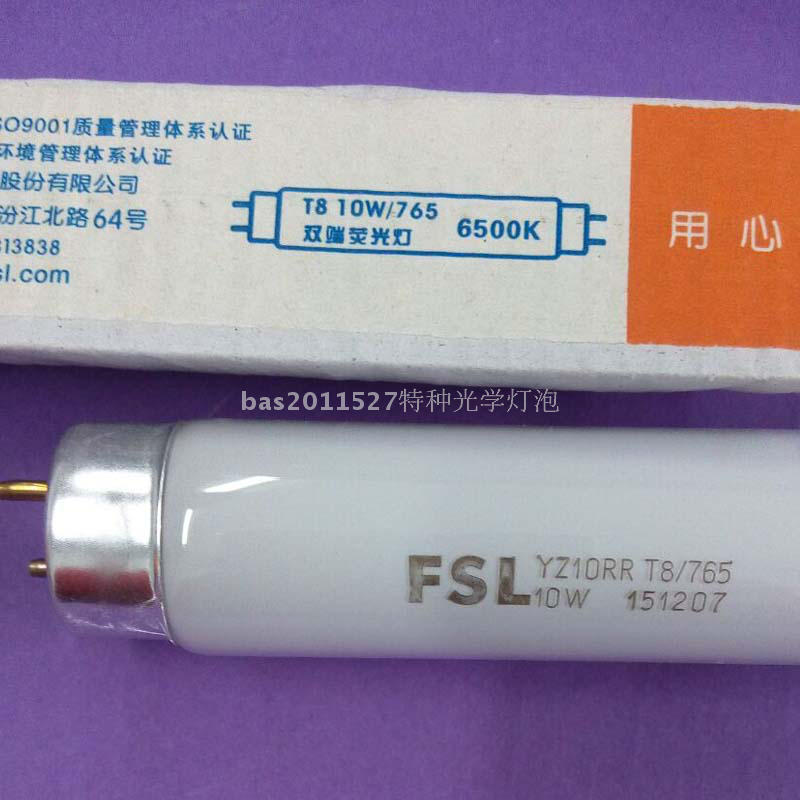 SO9001质量管理体系认证
环境管理体系认证
股份有限公司
汾江北路64号
313838
sl.com
T8 10W/765
双端荧光灯
6500K
用心
bas2011527特种光学灯泡
FSL YZ10RR T8/765
10W 151207